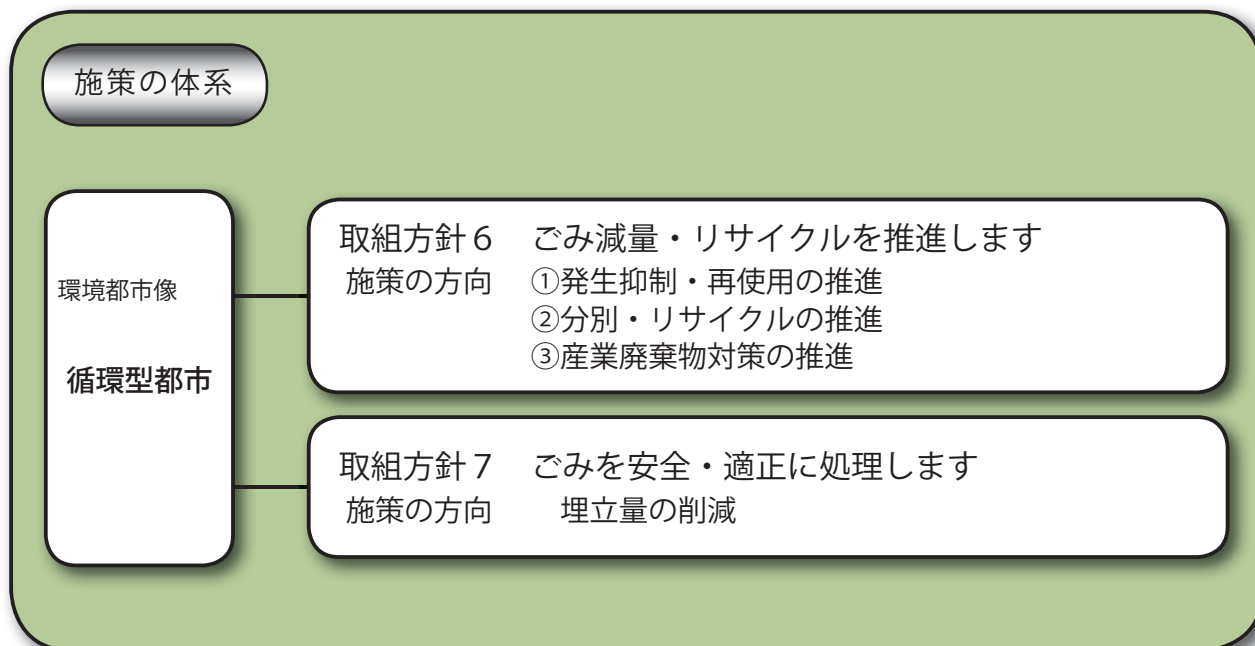 施策の体系
環境都市像
循環型都市
取組方針６　ごみ減量・リサイクルを推進します
施策の方向　①発生抑制・再使用の推進
②分別・リサイクルの推進
③産業廃棄物対策の推進
取組方針７　ごみを安全・適正に処理します
施策の方向　埋立量の削減